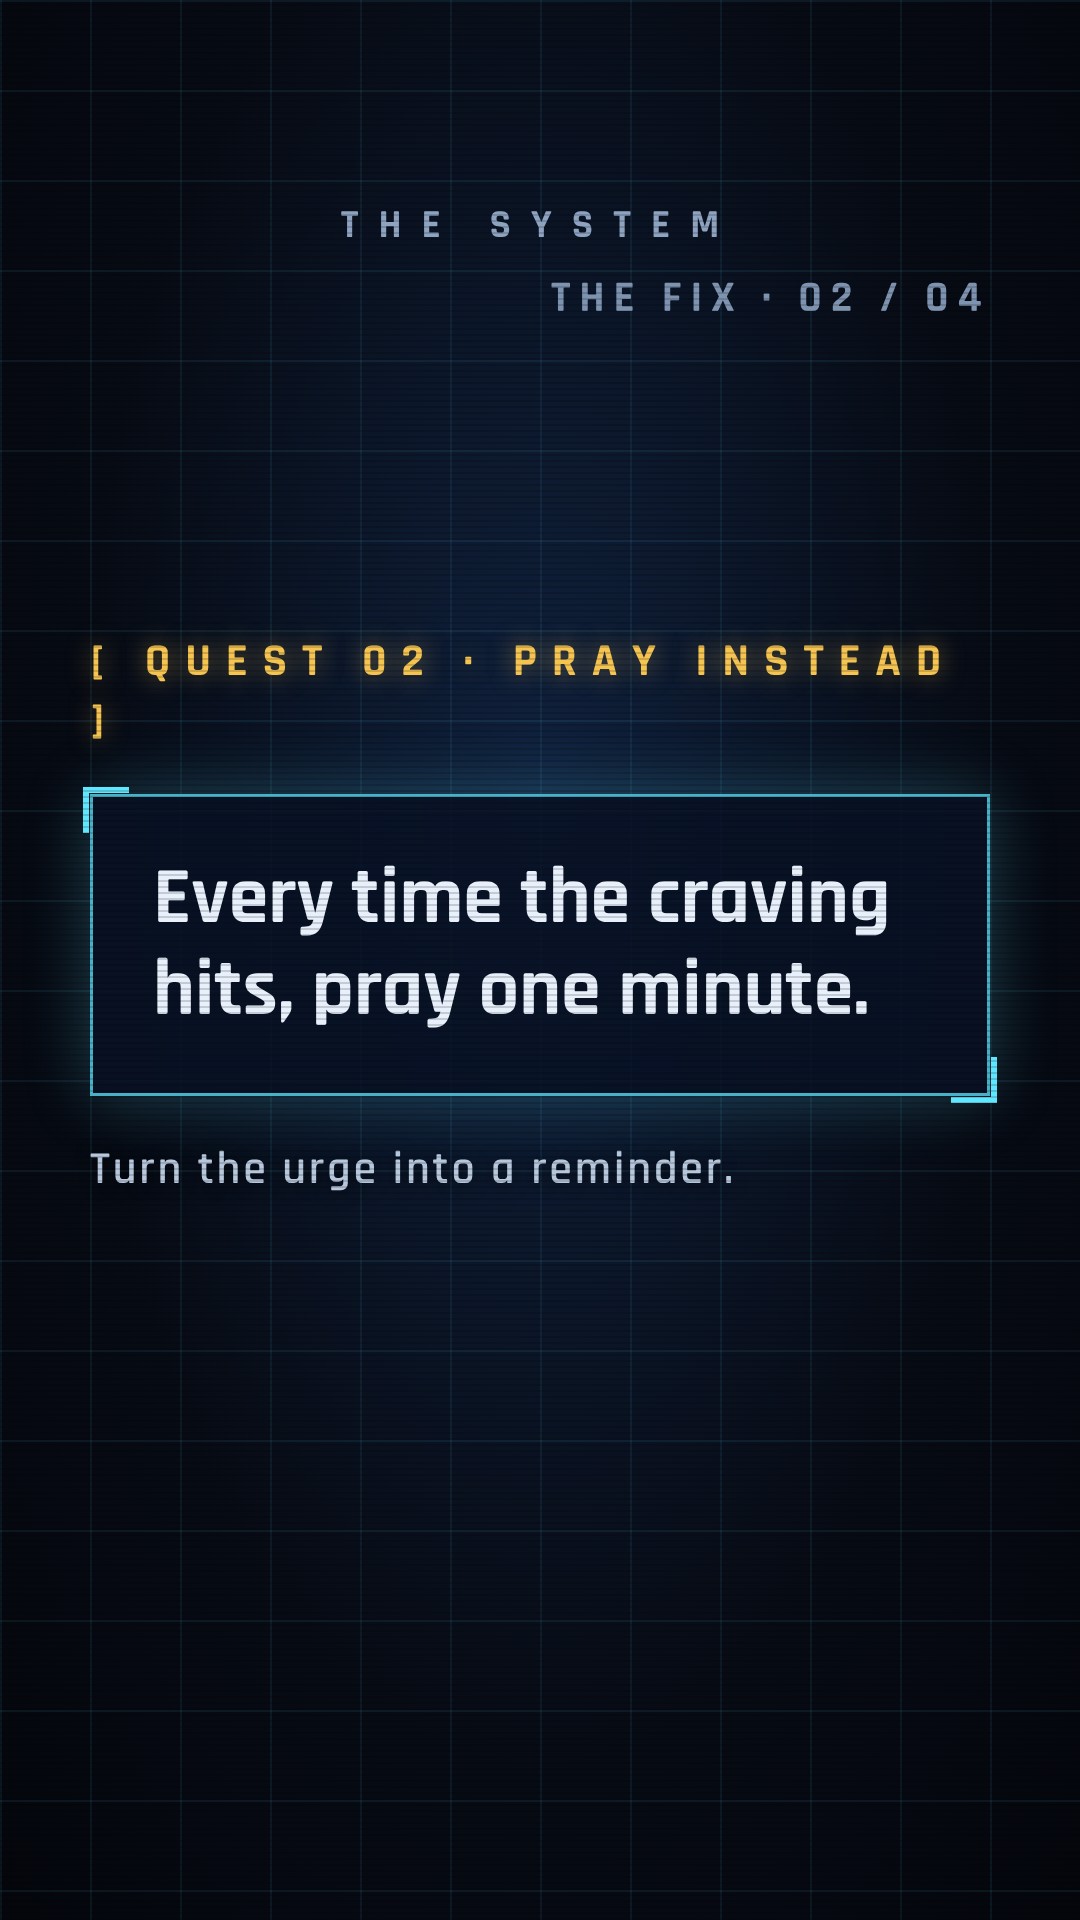 THE SYSTEM
THE FIX · 02 / 04
[ QUEST 02 · PRAY INSTEAD
]
Every time the craving
hits, pray one minute.
Turn the urge into a reminder.